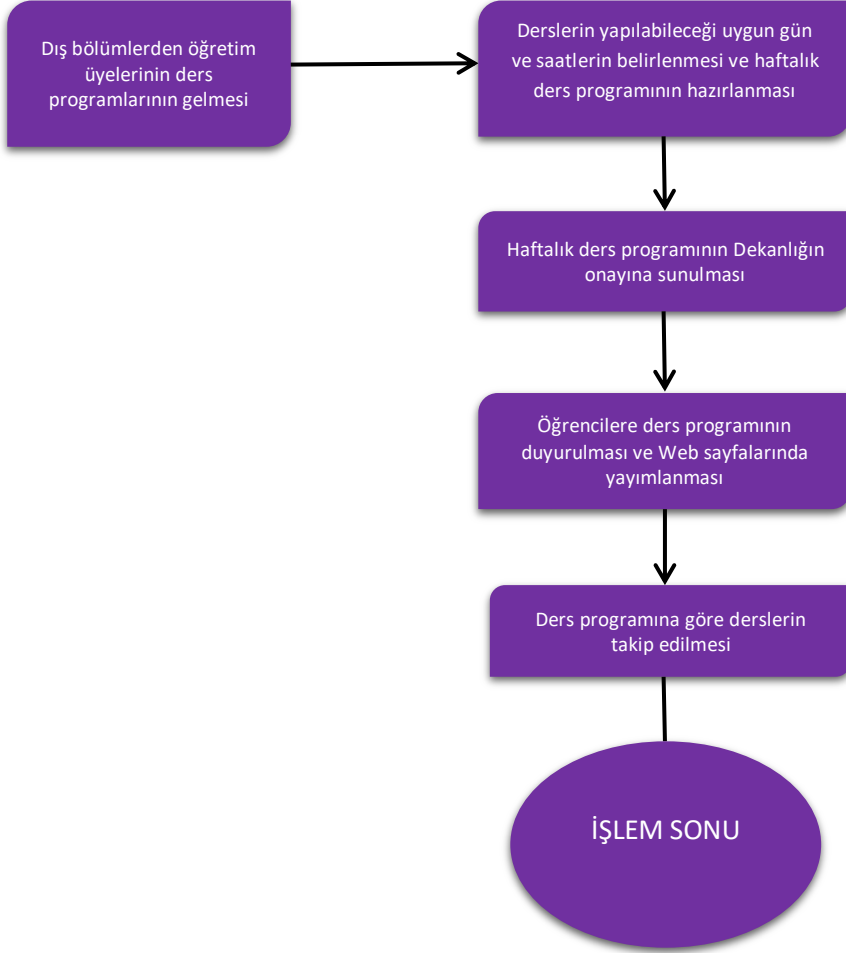 Dış bölümlerden öğretim
üyelerinin ders
programlarının gelmesi
Derslerin yapılabileceği uygun gün
ve saatlerin belirlenmesi ve haftalık
ders programının hazırlanması
Haftalık ders programının Dekanlığın
onayına sunulması
Öğrencilere ders programının
duyurulması ve Web sayfalarında
yayımlanması
Ders programına göre derslerin
takip edilmesi
İŞLEM SONU